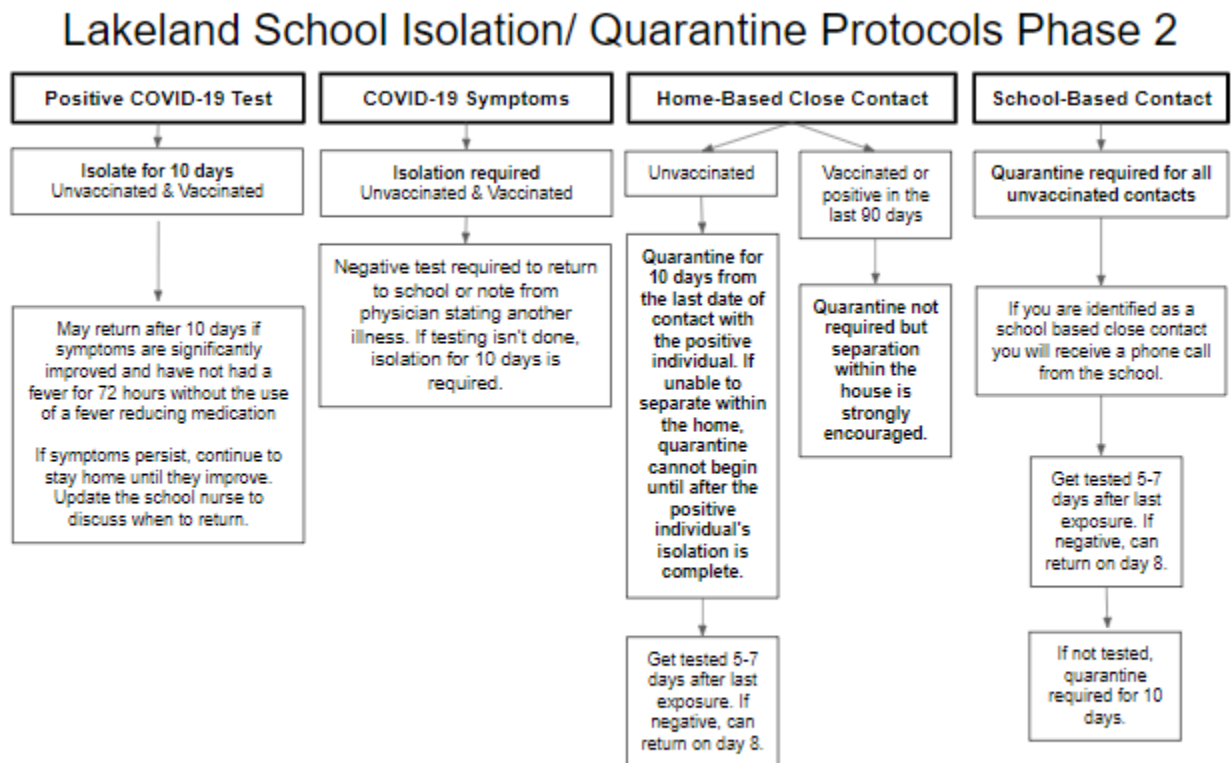 Lakeland School Isolation/ Quarantine Protocols Phase 2
Positive COVID-19 Test
Isolate for 10 days
Unvaccinated & Vaccinated
May return after 10 days if
symptoms are significantly
improved and have not had a
fever for 72 hours without the use
of a fever reducing medication
If symptoms persist, continue to
stay home until they improve.
Update the school nurse to
discuss when to return.
COVID-19 Symptoms
Isolation required
Unvaccinated & Vaccinated
Negative test required to return
to school or note from
physician stating another
illness. If testing isn't done,
isolation for 10 days is
required.
Home-Based Close Contact
Unvaccinated
Quarantine for
10 days from
the last date of
contact with
the positive
individual. If
unable to
separate within
the home,
quarantine
cannot begin
until after the
positive
individual's
isolation is
complete.
Get tested 5-7
days after last
exposure. If
negative, can
return on day 8.
Vaccinated or
positive in the
last 90 days
Quarantine not
required but
separation
within the
house is
strongly
encouraged.
School-Based Contact
Quarantine required for all
unvaccinated contacts
If you are identified as a
school based close contact
you will receive a phone call
from the school.
Get tested 5-7
days after last
exposure. If
negative, can
return on day 8.
If not tested,
quarantine
required for 10
days.